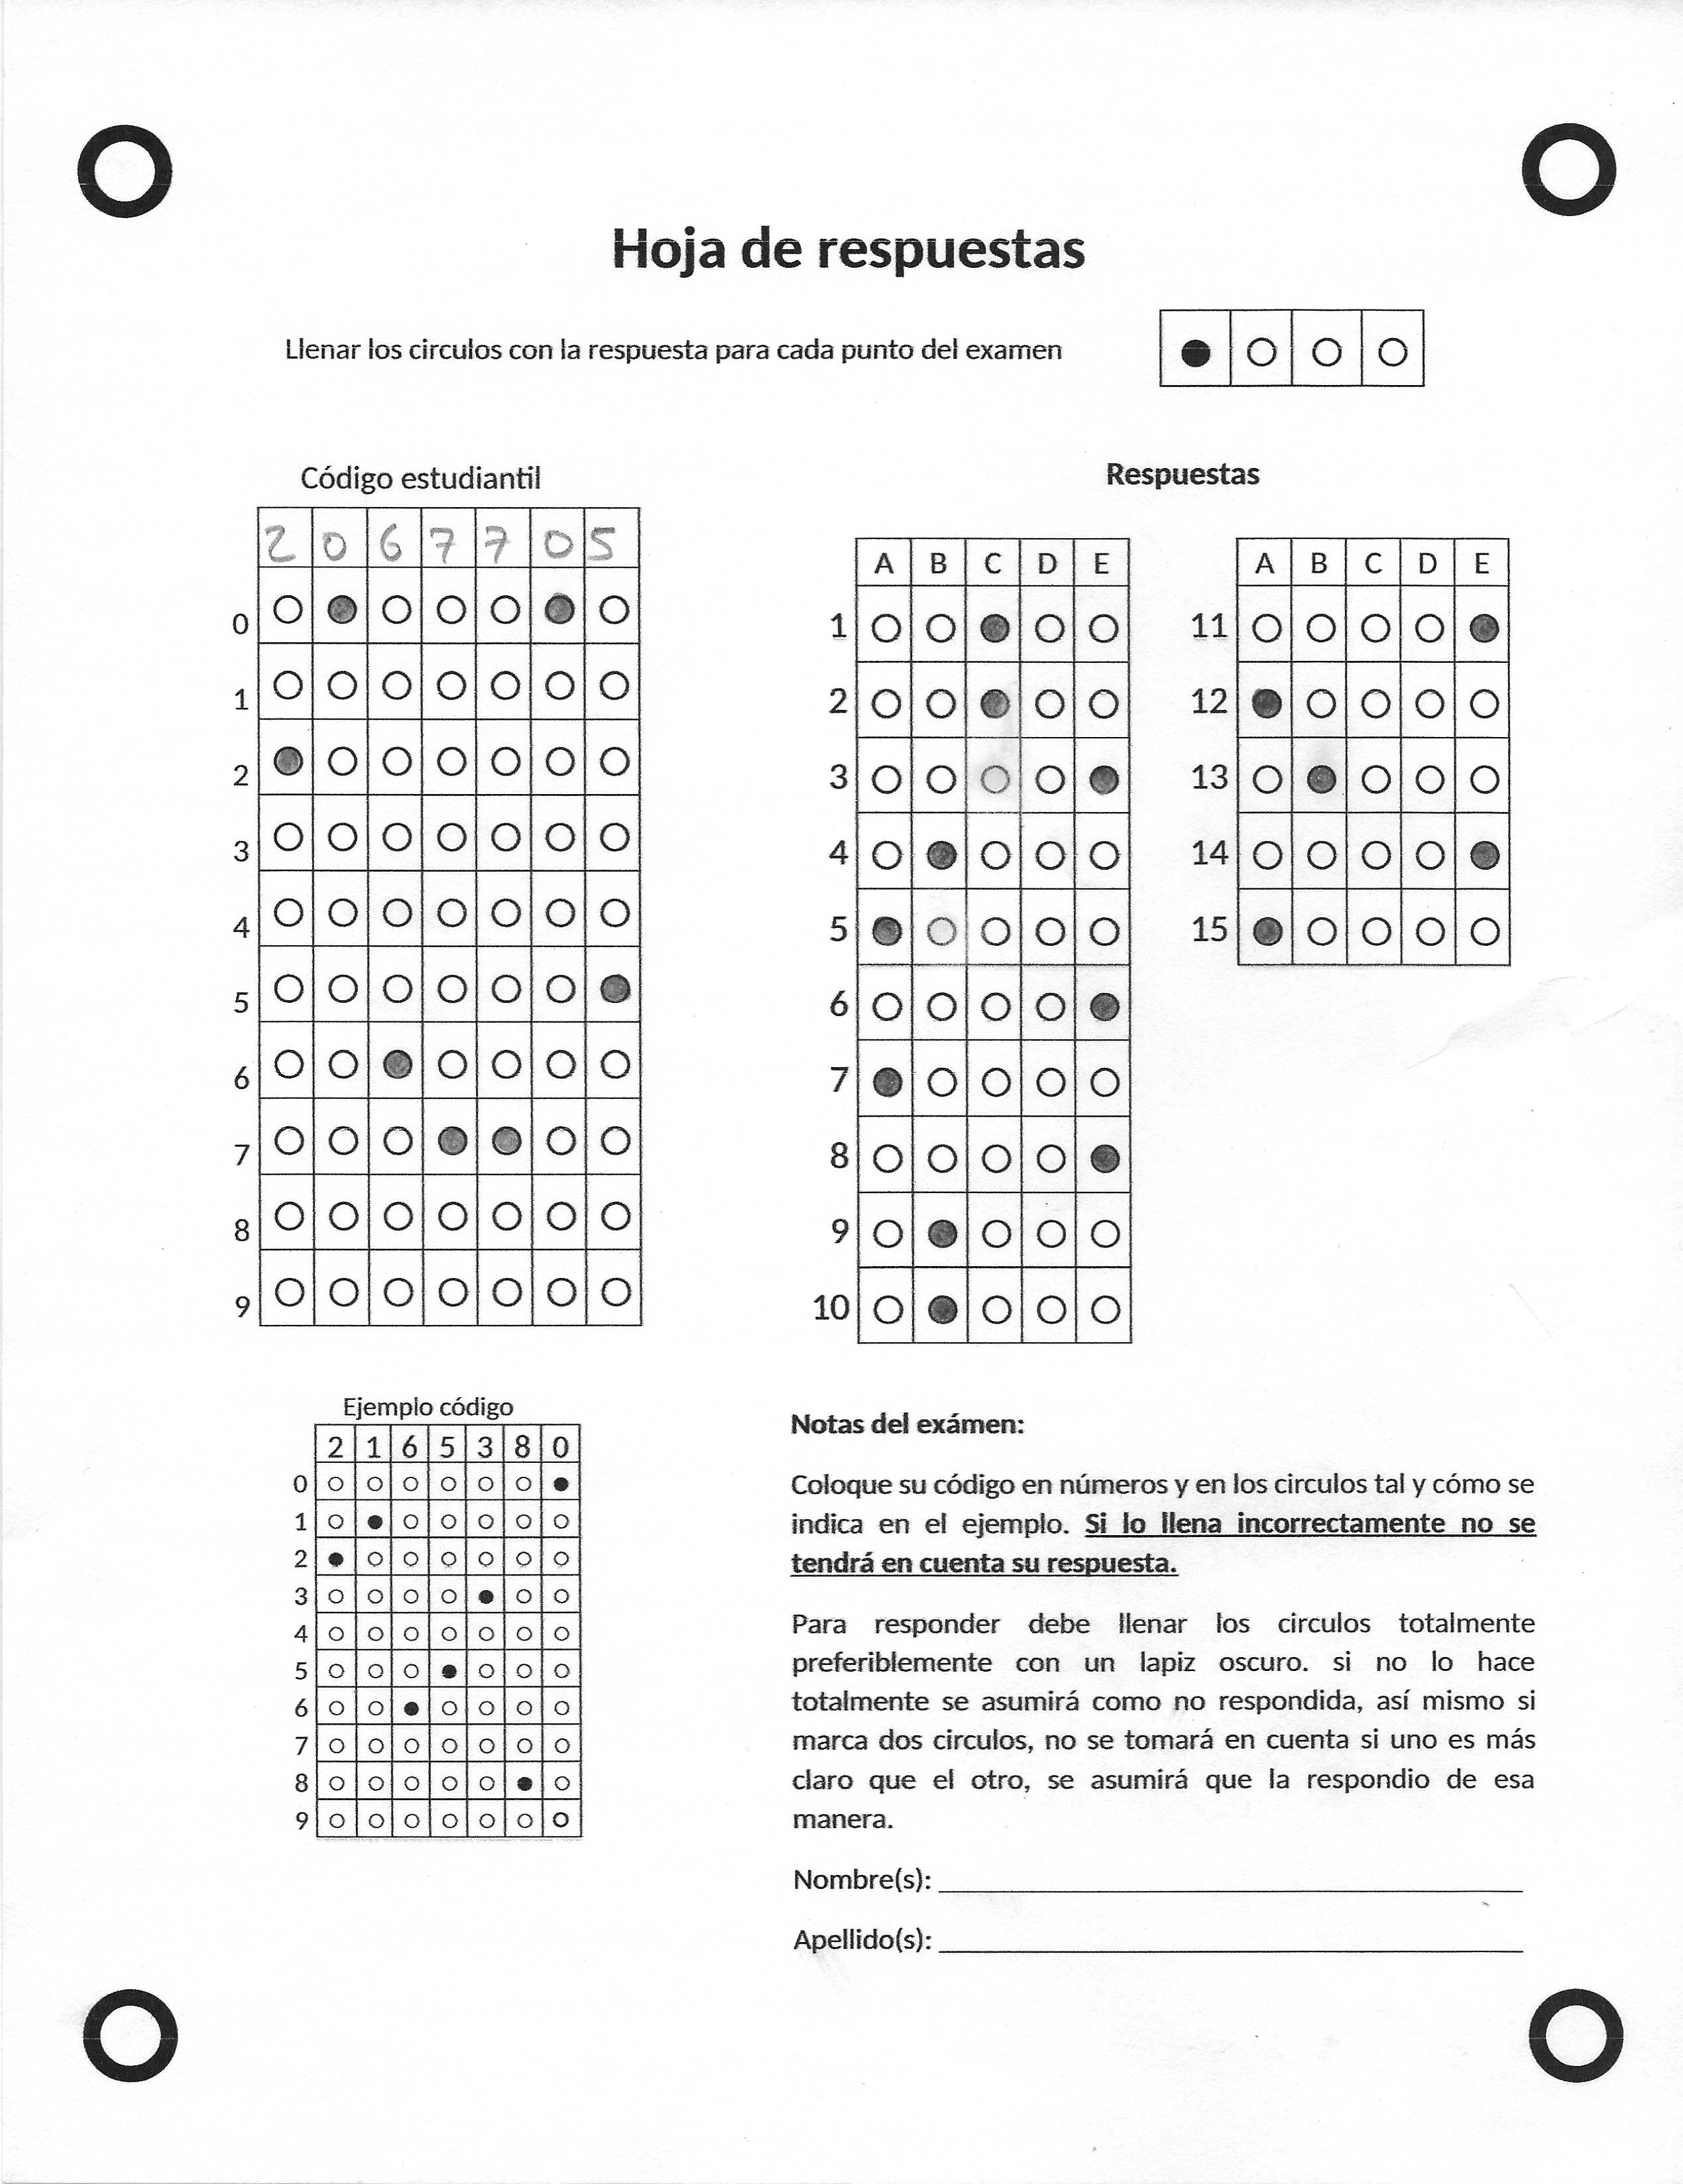 Hoja de respuestas
Llenar los circulos con la respuesta para cada punto del examen
Código estudiantil
2 0 6 7 7 0 5
0
1
2
3
4
5
6
7
8
9
Respuestas
A B C D E
1
2
3
4
5
6
7
8
9
10
A B C D E
11
12
13
14
15
Ejemplo código
2 1 6 5 3 8 0
0
1
2
3
4
5
6
7
8
9
Notas del exámen:
Coloque su código en números y en los circulos tal y cómo se
indica en el ejemplo. Si lo llena incorrectamente no se
tendrá en cuenta su respuesta.
Para responder debe llenar los circulos totalmente
preferiblemente con un lapiz oscuro. si no lo hace
totalmente se asumirá como no respondida, así mismo si
marca dos circulos, no se tomará en cuenta si uno es más
claro que el otro, se asumirá que la respondio de esa
manera.
Nombre(s):
Apellido(s):